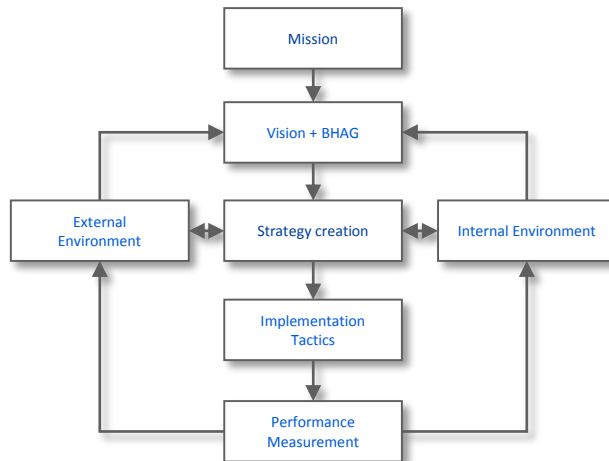 Mission
Vision + BHAG
External
Environment
Strategy creation
Internal Environment
Implementation
Tactics
Performance
Measurement